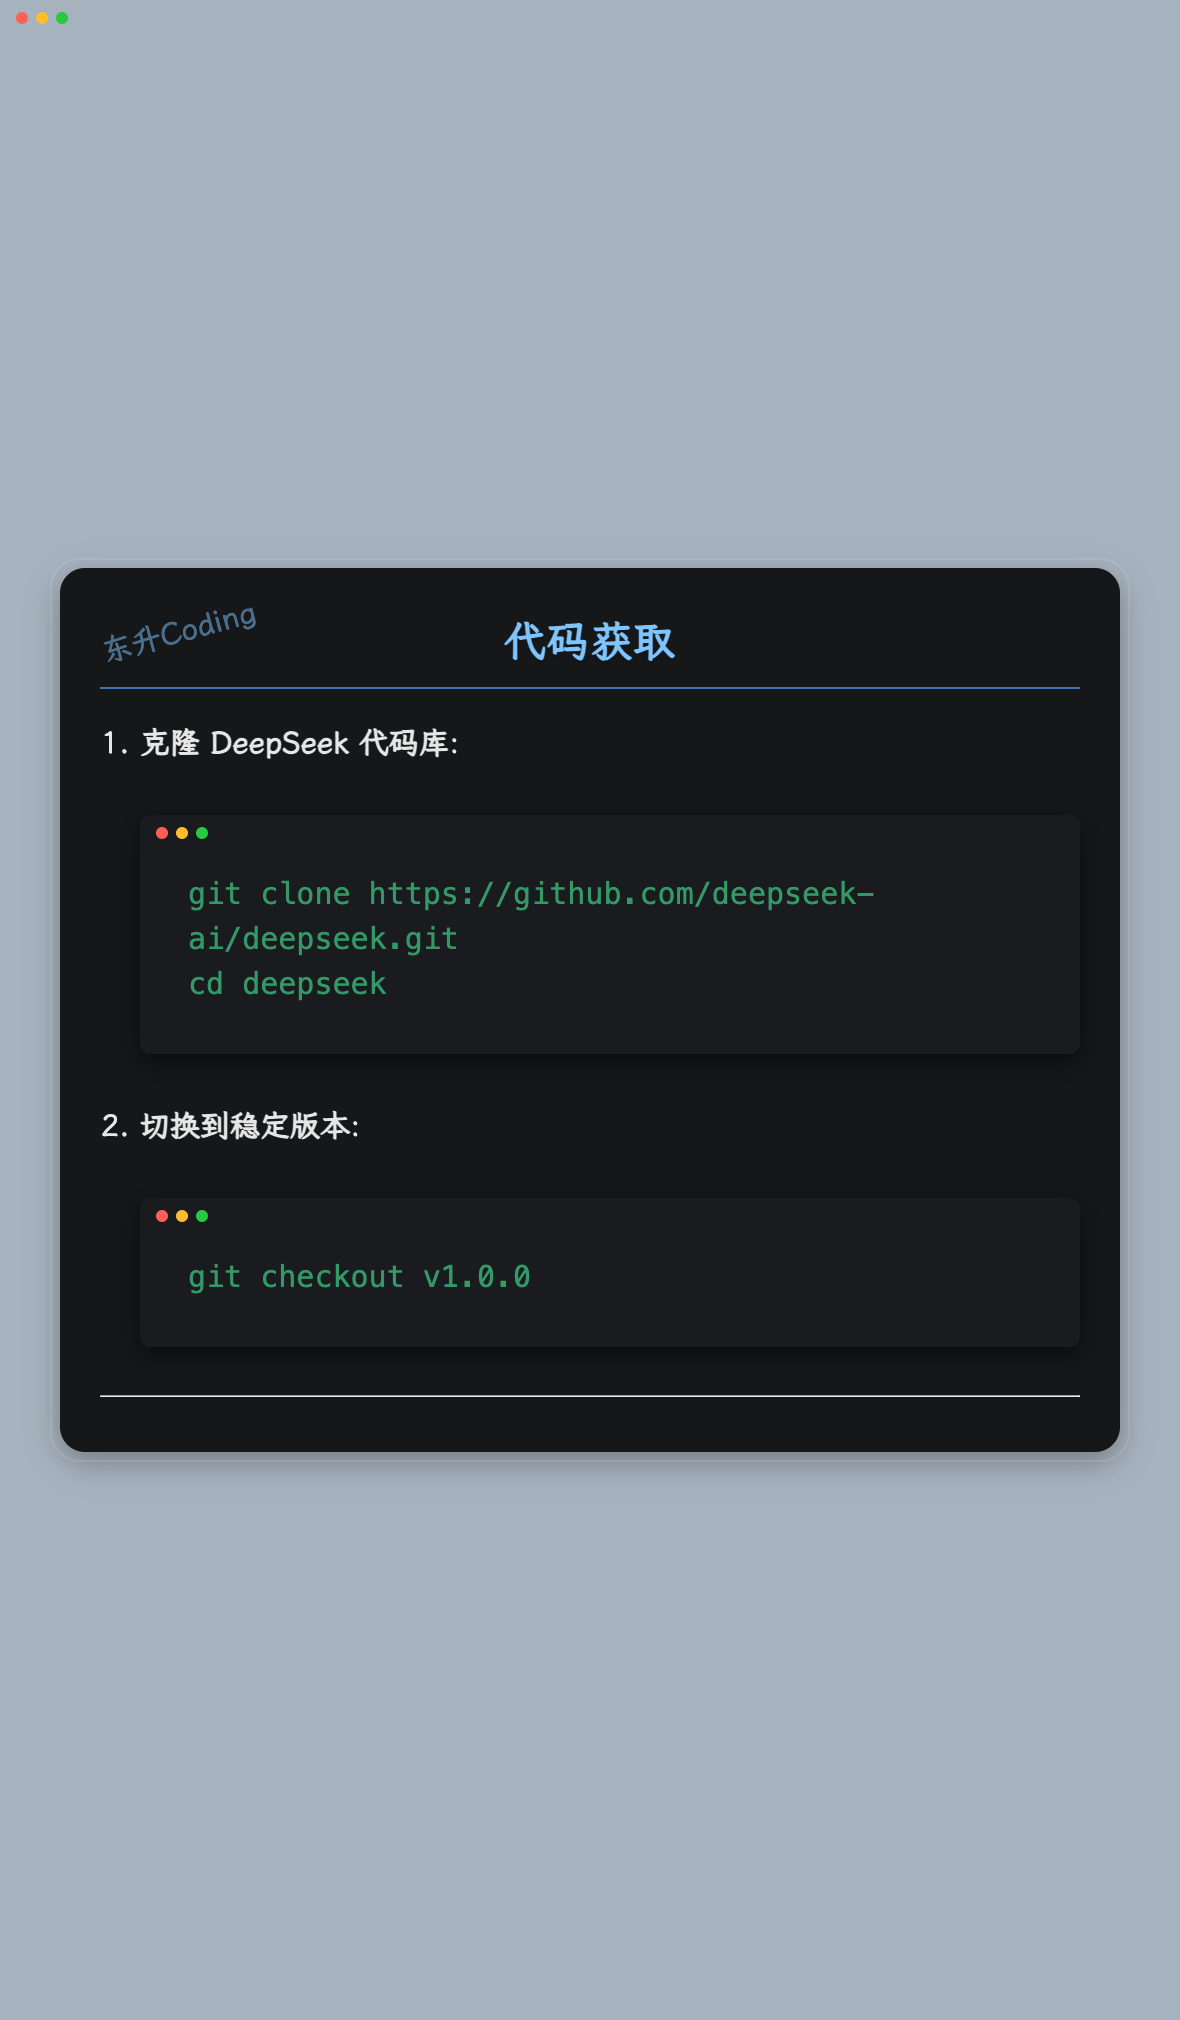 东升Coding
代码获取
1. 克隆 DeepSeek 代码库:
git clone https://github.com/deepseek-
ai/deepseek.git
cd deepseek
2. 切换到稳定版本:
git checkout v1.0.0